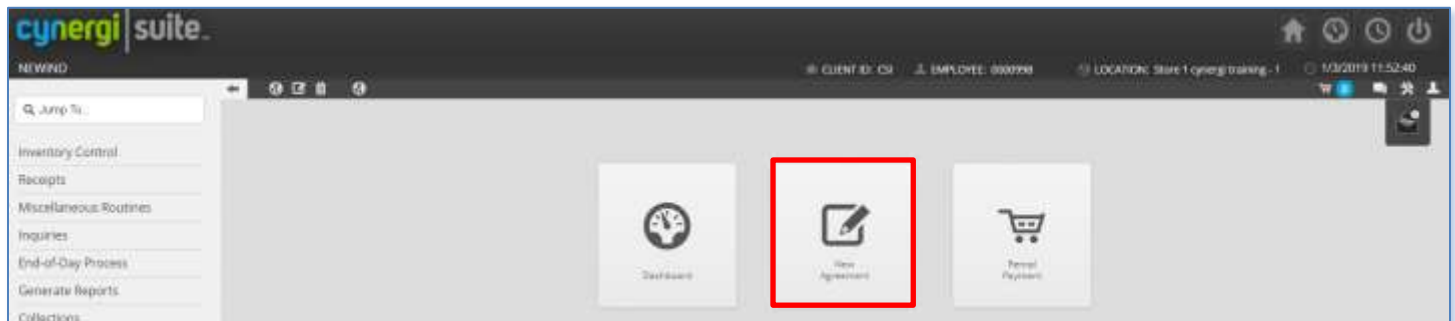 cynergi|suite.
NEWIND
CLIENT ID: CSI
EMPLOYEE: 0000998
LOCATION: Store 1 cynergi training - 1
1/3/2019 11:52:40
Jump To...
Inventory Control
Receipts
Miscellaneous Routines
Inquiries
End-of-Day Process
Generate Reports
Collections
Dashboard
New
Agreement
Rental
Payment